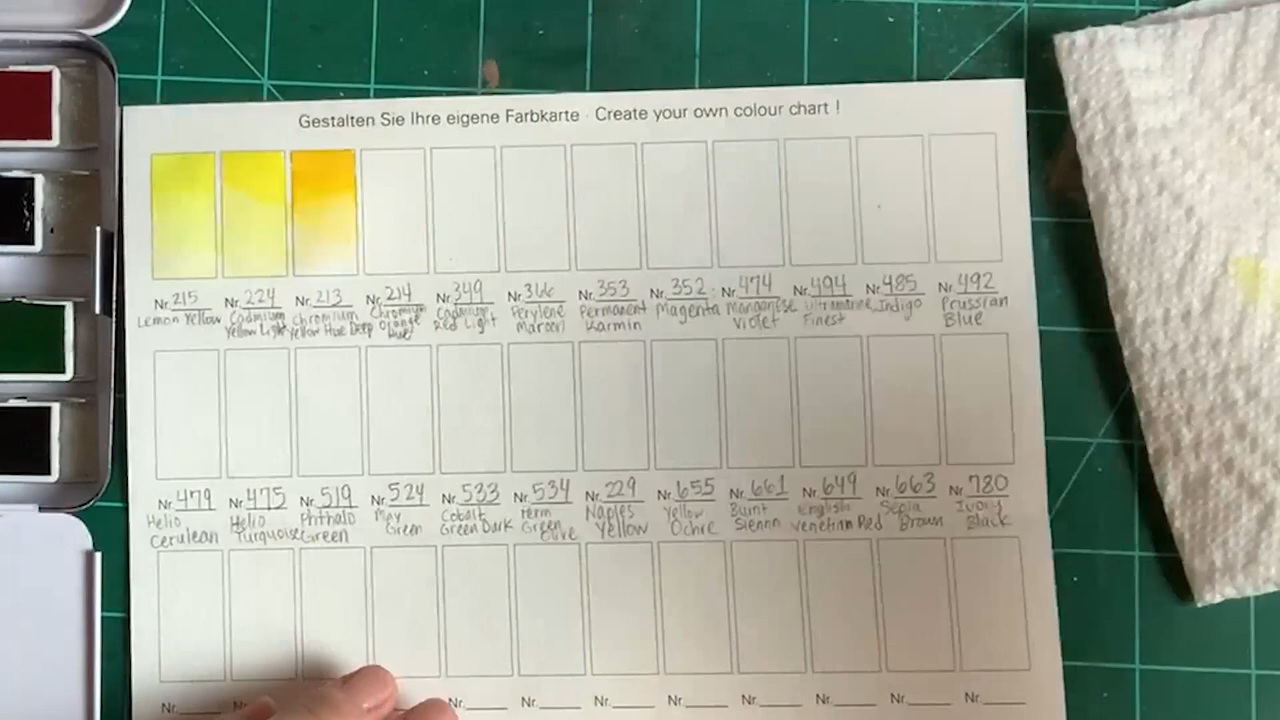 Gestalten Sie Ihre eigene Farbkarte · Create your own colour chart !
Nr. 215 Nr. 224 Nr. 213 Nr. 214 Nr. 349 Nr. 366 Nr. 353 Nr. 352 Nr. 474 Nr. 494 Nr. 485 Nr. 492
Lemon Yellow
Cadmium
Yellow Light
Chromium
Yellow Hue Deep
Chromium
Orange
Hue
Cadmium
Red Light
Perylene
Maroon
Permanent
Karmin
Magenta
Manganese
Violet
Ultramarine
Finest
Indigo
Prussian
Blue
Nr. 479 Nr. 475 Nr. 519 Nr. 524 Nr. 533 Nr. 534 Nr. 229 Nr. 655 Nr. 661 Nr. 649 Nr. 663 Nr. 780
Helio
Cerulean
Helio
Turquoise
Phthalo
Green
May
Green
Cobalt
Green Dark
Perm
Green
Olive
Naples
Yellow
Yellow
Ochre
Burnt
Sienna
English
Venetian Red
Sepia
Brown
Ivory
Black
Nr. Nr. Nr. Nr. Nr. Nr. Nr. Nr. Nr. Nr.